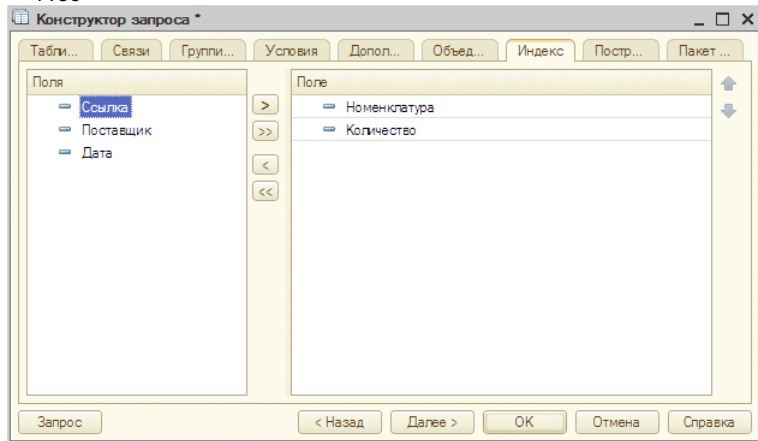 Конструктор запроса *
Табли... Связи Группи... Условия Допол... Объед... Индекс Постр... Пакет ...
Поля Поле
Ссылка > Номенклатура
Поставщик >> Количество
Дата
<
<<
Запрос < Назад Далее > OK Отмена Справка